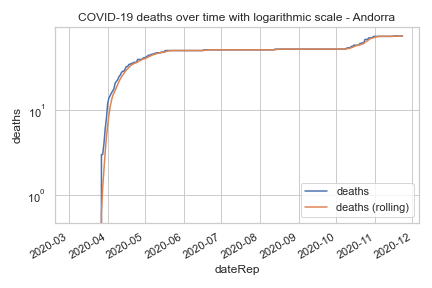 COVID-19 deaths over time with logarithmic scale - Andorra
deaths
10¹
10⁰
deaths
deaths (rolling)
2020-03
2020-04
2020-05
2020-06
2020-07
2020-08
2020-09
2020-10
2020-11
2020-12
dateRep